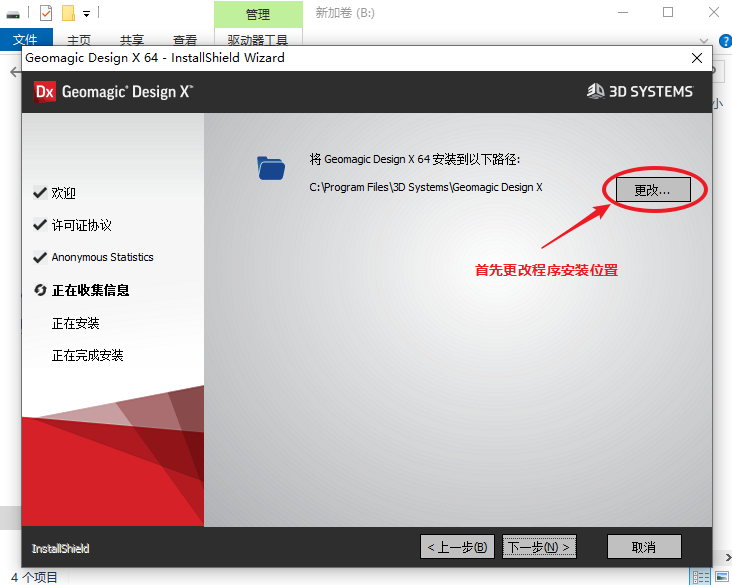 管理
新加卷 (B:)
文件
主页
共享
查看
驱动器工具
Geomagic Design X 64 - InstallShield Wizard
Dx Geomagic® Design X™
3D SYSTEMS
小
将 Geomagic Design X 64 安装到以下路径:
C:\Program Files\3D Systems\Geomagic Design X
更改...
首先更改程序安装位置
欢迎
许可证协议
Anonymous Statistics
正在收集信息
正在安装
正在完成安装
InstallShield
< 上一步(B)
下一步(N) >
取消
4 个项目